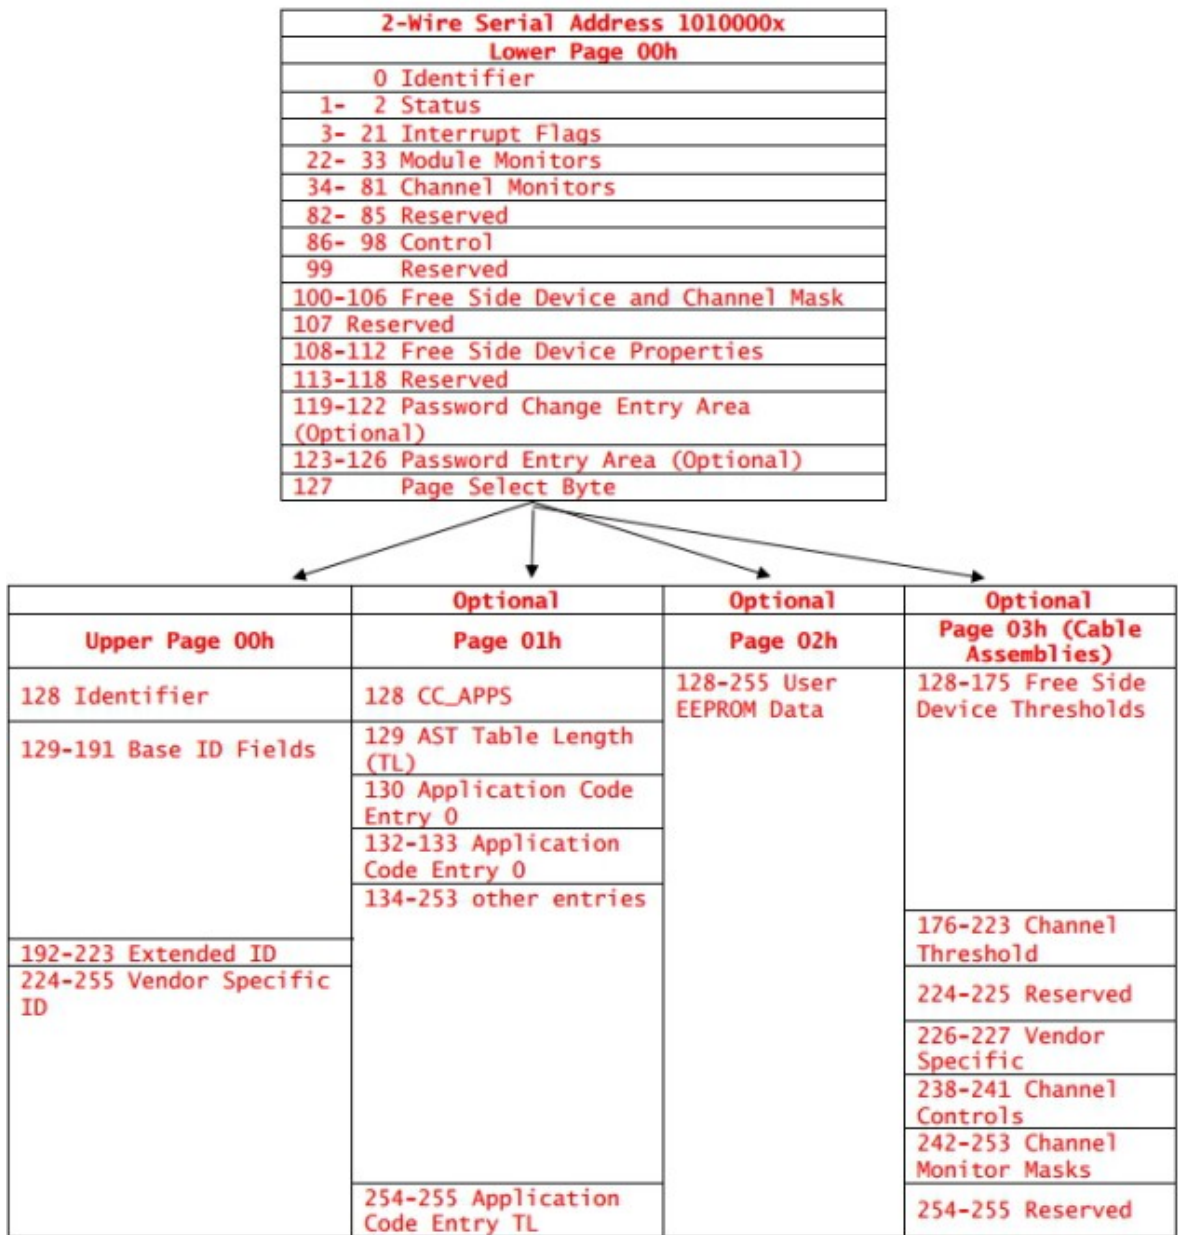 2-Wire Serial Address 1010000x
Lower Page 00h
0 Identifier
1- 2 Status
3- 21 Interrupt Flags
22- 33 Module Monitors
34- 81 Channel Monitors
82- 85 Reserved
86- 98 Control
99 Reserved
100-106 Free Side Device and Channel Mask
107 Reserved
108-112 Free Side Device Properties
113-118 Reserved
119-122 Password Change Entry Area
(Optional)
123-126 Password Entry Area (Optional)
127 Page Select Byte
Upper Page 00h
128 Identifier
129-191 Base ID Fields
192-223 Extended ID
224-255 Vendor Specific
ID
Optional
Page 01h
128 CC_APPS
129 AST Table Length
(TL)
130 Application Code
Entry 0
132-133 Application
Code Entry 0
134-253 other entries
254-255 Application
Code Entry TL
Optional
Page 02h
128-255 User
EEPROM Data
Optional
Page 03h (Cable
Assemblies)
128-175 Free Side
Device Thresholds
176-223 Channel
Threshold
224-225 Reserved
226-227 Vendor
Specific
238-241 Channel
Controls
242-253 Channel
Monitor Masks
254-255 Reserved